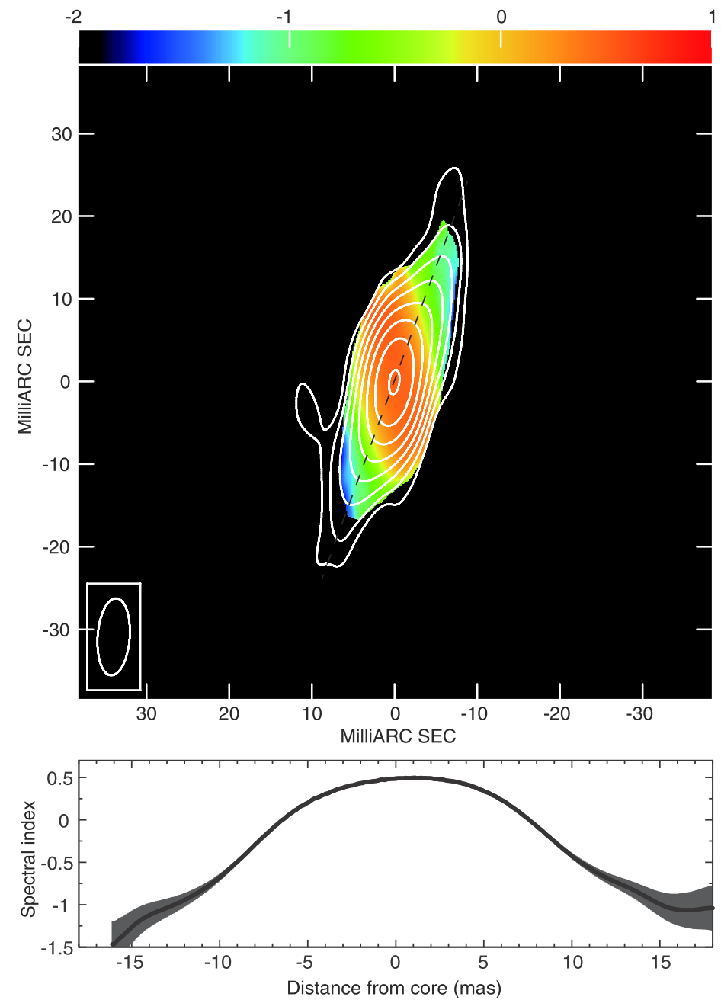 -2 -1 0 1
30
20
10
0
-10
-20
-30
MilliARC SEC
30 20 10 0 -10 -20 -30
MilliARC SEC
0.5
0
-0.5
-1
-1.5
Spectral index
-15 -10 -5 0 5 10 15
Distance from core (mas)